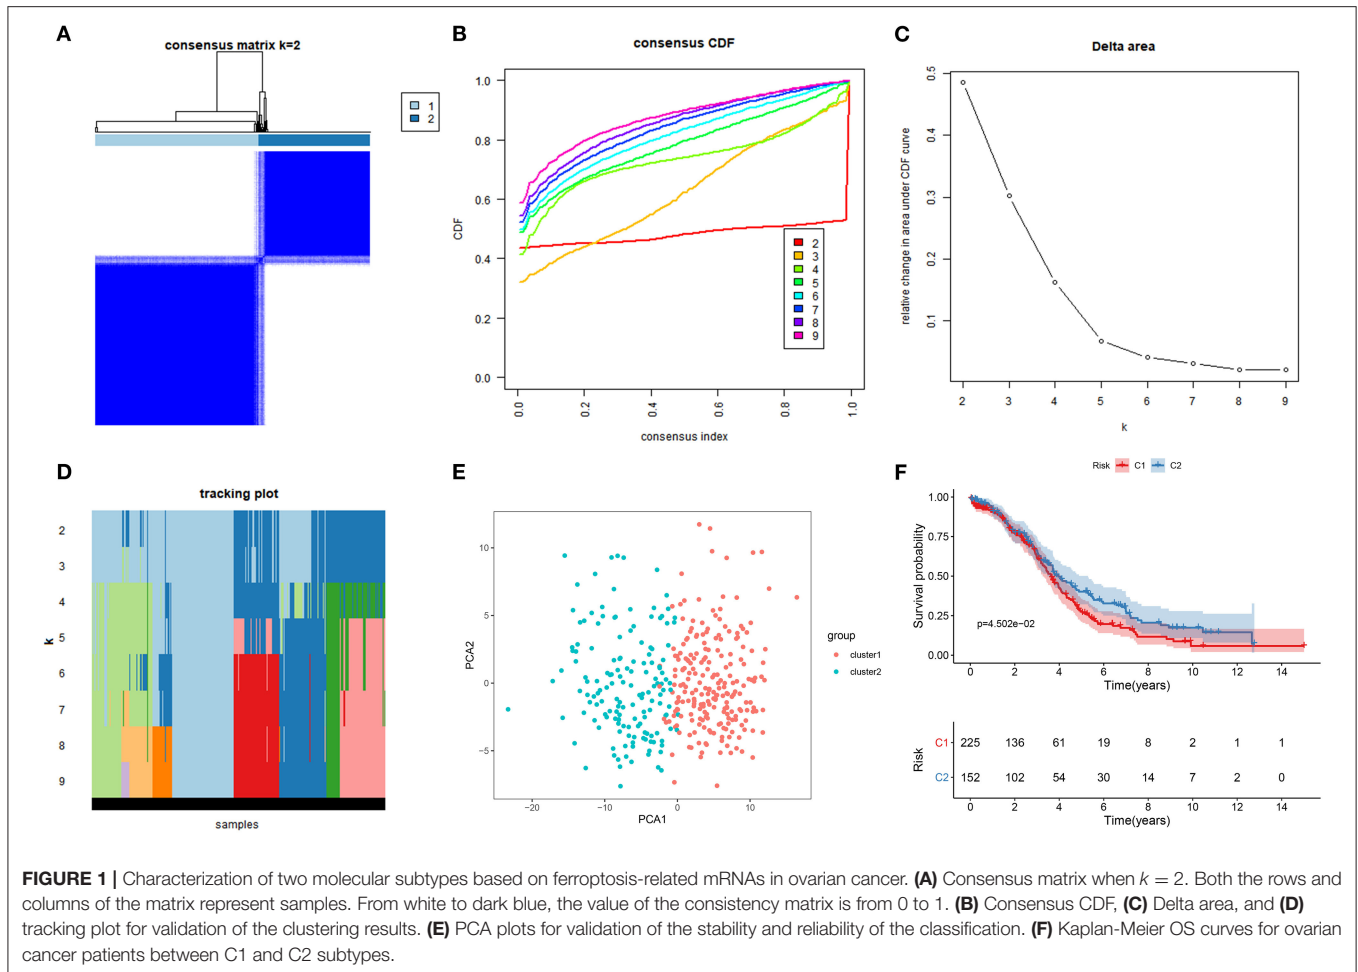 A
consensus matrix k=2
1
2
B
consensus CDF
1.0
0.8
0.6
0.4
0.2
0.0
CDF
0.0
0.2
0.4
0.6
0.8
1.0
consensus index
2
3
4
5
6
7
8
9
C
Delta area
0.5
0.4
0.3
0.2
0.1
relative change in area under CDF curve
2 3 4 5 6 7 8 9
k
D
tracking plot
2
3
4
5
6
7
8
9
k
samples
E
10
5
0
−5
PCA2
−20 −10 0 10
PCA1
group
cluster1
cluster2
F
Risk C1 C2
1.00
0.75
0.50
0.25
0.00
Survival probability
p=4.502e−02
0 2 4 6 8 10 12 14
Time(years)
Risk
C1 225 136 61 19 8 2 1 1
C2 152 102 54 30 14 7 2 0
0 2 4 6 8 10 12 14
Time(years)
FIGURE 1 | Characterization of two molecular subtypes based on ferroptosis-related mRNAs in ovarian cancer. (A) Consensus matrix when k = 2. Both the rows and
columns of the matrix represent samples. From white to dark blue, the value of the consistency matrix is from 0 to 1. (B) Consensus CDF, (C) Delta area, and (D)
tracking plot for validation of the clustering results. (E) PCA plots for validation of the stability and reliability of the classification. (F) Kaplan-Meier OS curves for ovarian
cancer patients between C1 and C2 subtypes.